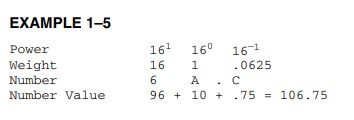 EXAMPLE 1–5
Power 16¹ 16⁰ 16⁻¹
Weight 16 1 .0625
Number 6 A . C
Number Value 96 + 10 + .75 = 106.75